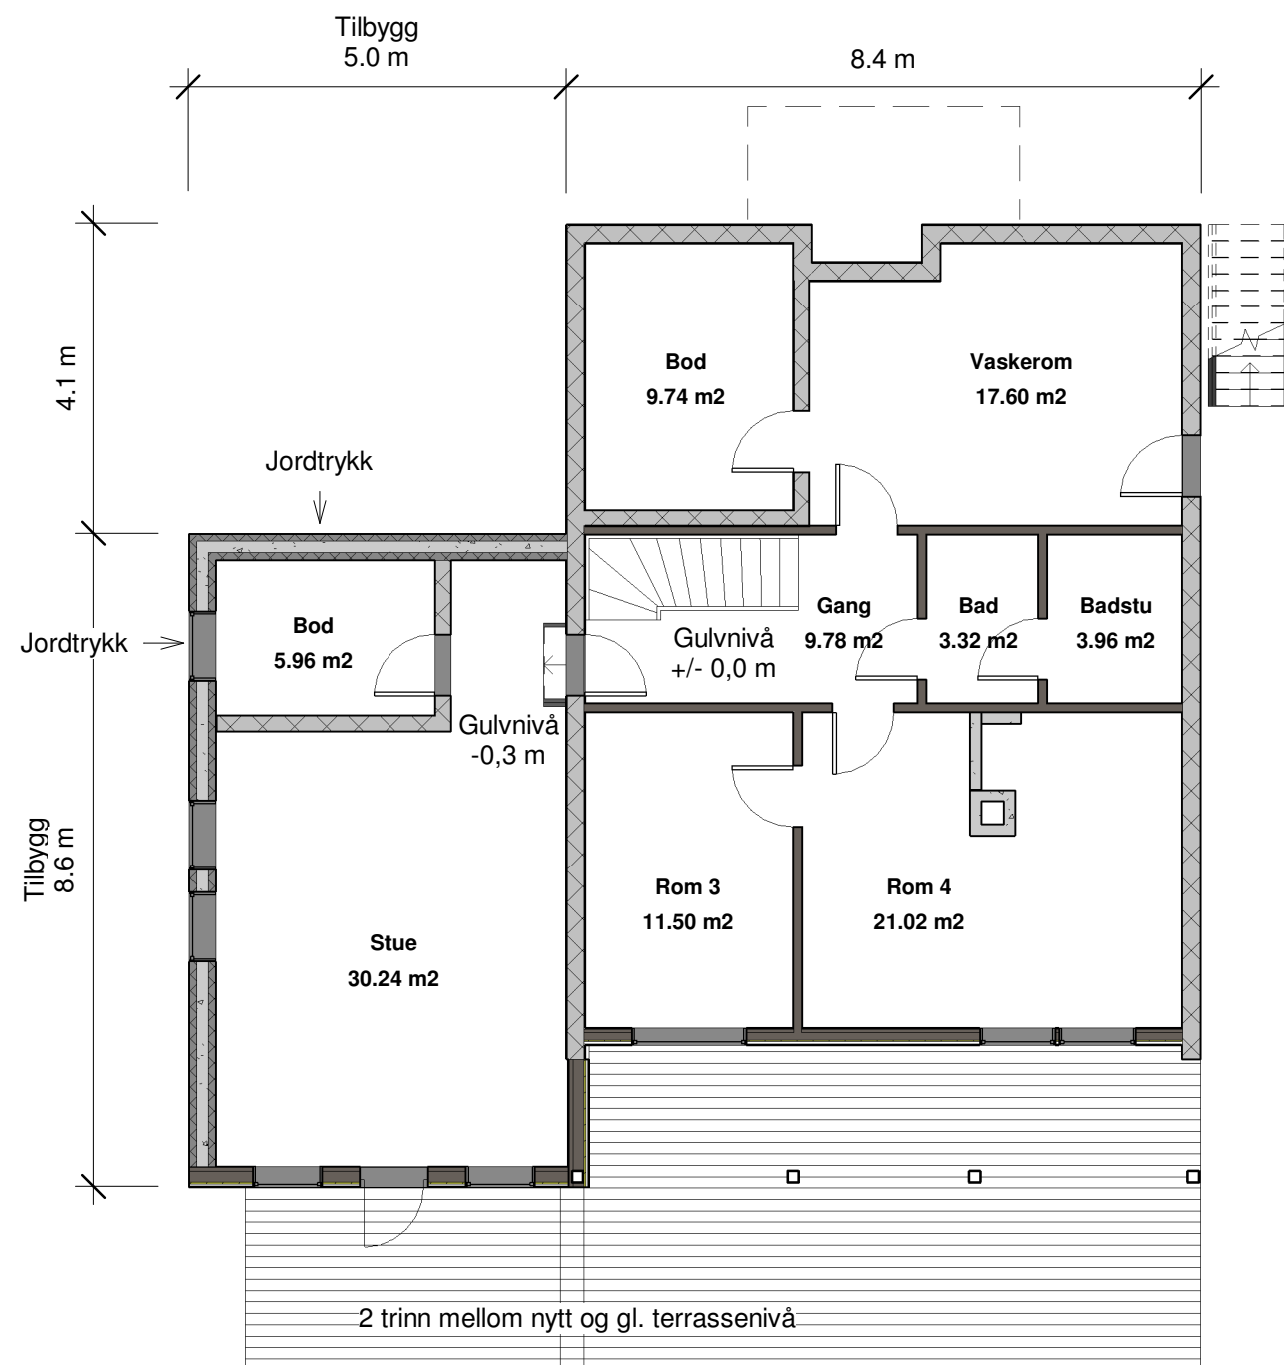 Tilbygg
5.0 m
8.4 m
4.1 m
Bod
9.74 m2
Vaskerom
17.60 m2
Jordtrykk
Jordtrykk
Bod
5.96 m2
Gulvnivå
+/- 0,0 m
Gang
9.78 m2
Bad
3.32 m2
Badstu
3.96 m2
Gulvnivå
-0,3 m
Tilbygg
8.6 m
Stue
30.24 m2
Rom 3
11.50 m2
Rom 4
21.02 m2
2 trinn mellom nytt og gl. terrassenivå